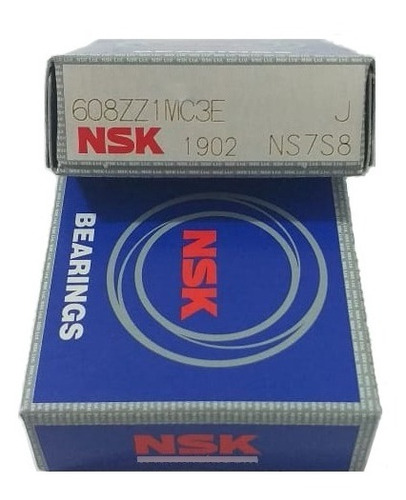 608ZZ1MC3E J
NSK 1902 NS7S8
BEARINGS
NSK
NSK